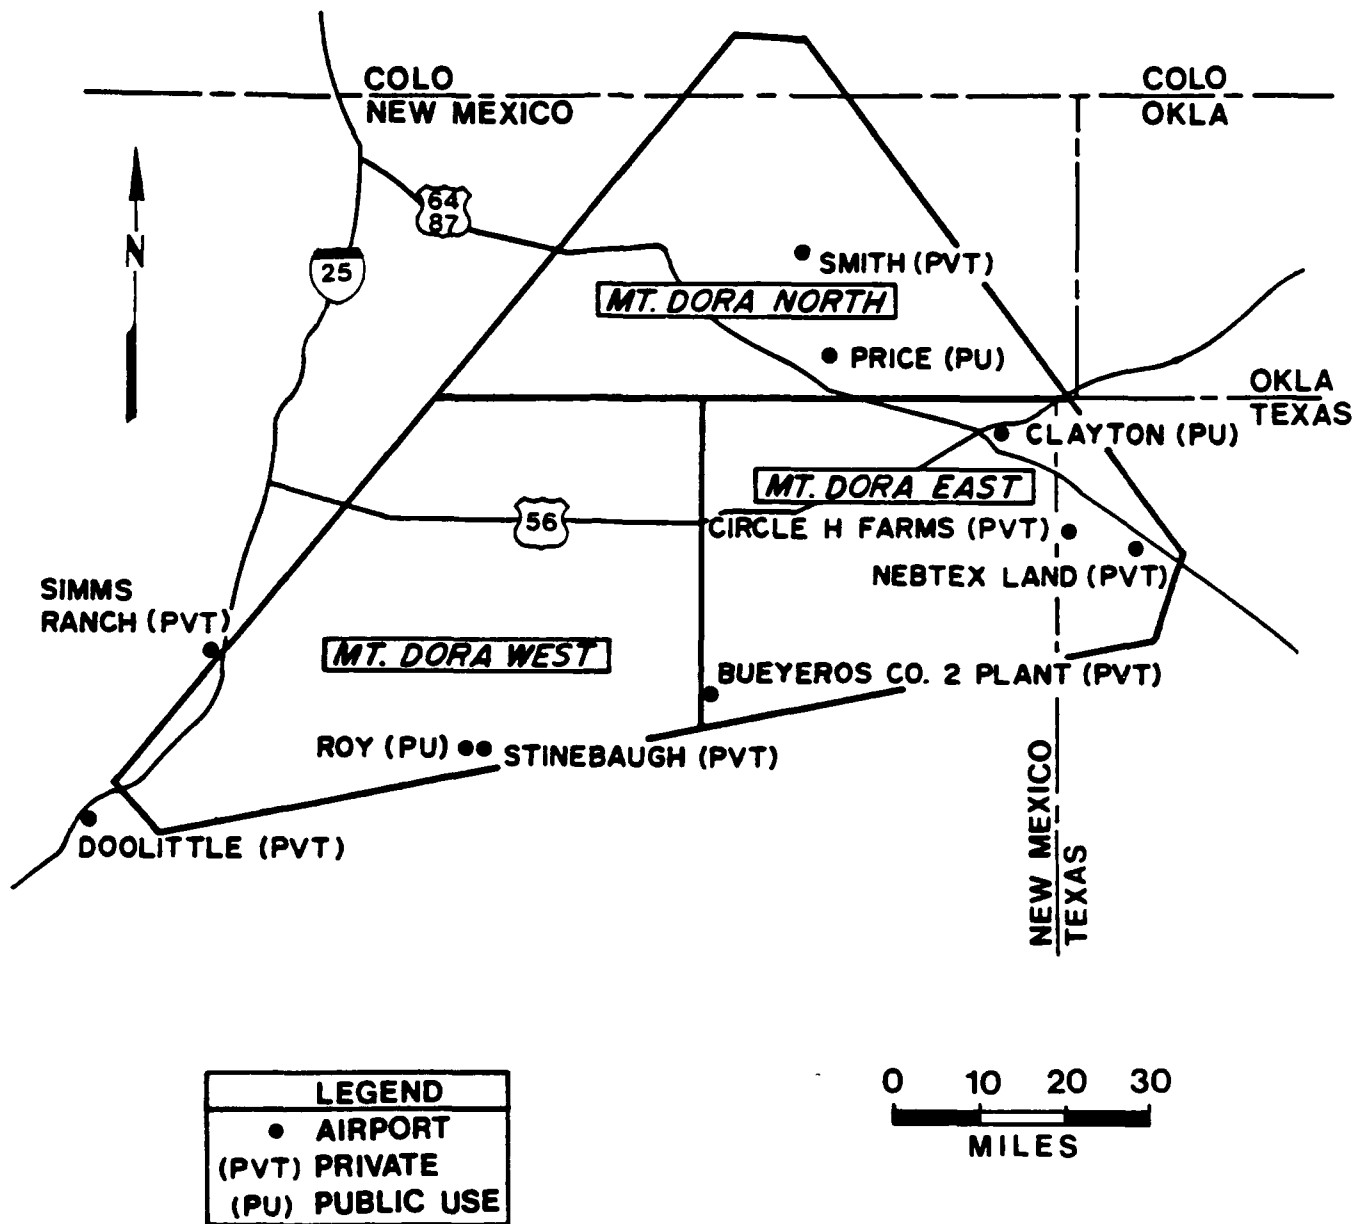 COLO
NEW MEXICO
COLO
OKLA
64
87
N
25
SMITH (PVT)
MT. DORA NORTH
PRICE (PU)
OKLA
TEXAS
CLAYTON (PU)
MT. DORA EAST
56
CIRCLE H FARMS (PVT)
NEBTEX LAND (PVT)
SIMMS
RANCH (PVT)
MT. DORA WEST
BUEYEROS CO. 2 PLANT (PVT)
ROY (PU)
STINEBAUGH (PVT)
DOOLITTLE (PVT)
NEW MEXICO
TEXAS
LEGEND
AIRPORT
(PVT) PRIVATE
(PU) PUBLIC USE
0 10 20 30
MILES